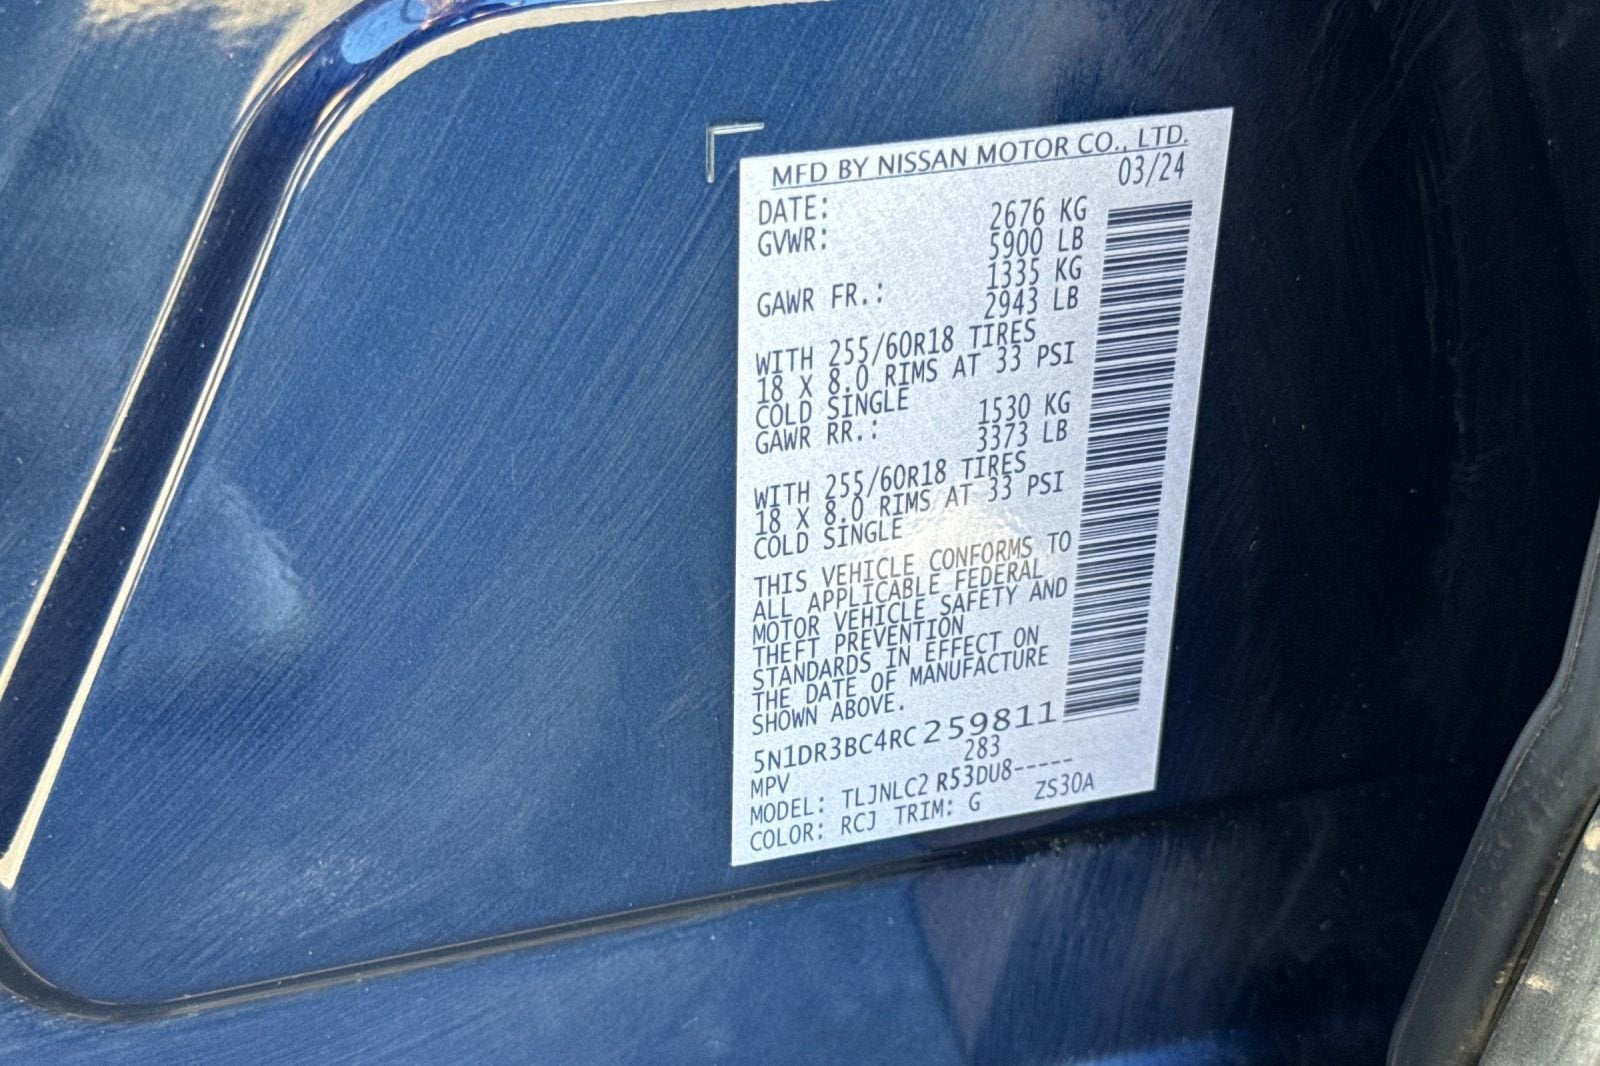 MFD BY NISSAN MOTOR CO., LTD.
03/24
DATE:
2676 KG
GVWR:
5900 LB
1335 KG
GAWR FR.:
2943 LB
WITH 255/60R18 TIRES
18 X 8.0 RIMS AT 33 PSI
COLD SINGLE
1530 KG
GAWR RR.:
3373 LB
WITH 255/60R18 TIRES
18 X 8.0 RIMS AT 33 PSI
COLD SINGLE
THIS VEHICLE CONFORMS TO
ALL APPLICABLE FEDERAL
MOTOR VEHICLE SAFETY AND
THEFT PREVENTION
STANDARDS IN EFFECT ON
THE DATE OF MANUFACTURE
SHOWN ABOVE.
5N1DR3BC4RC259811
MPV 283
MODEL: TLJNLC2 R53DU8-----
COLOR: RCJ TRIM: G ZS30A